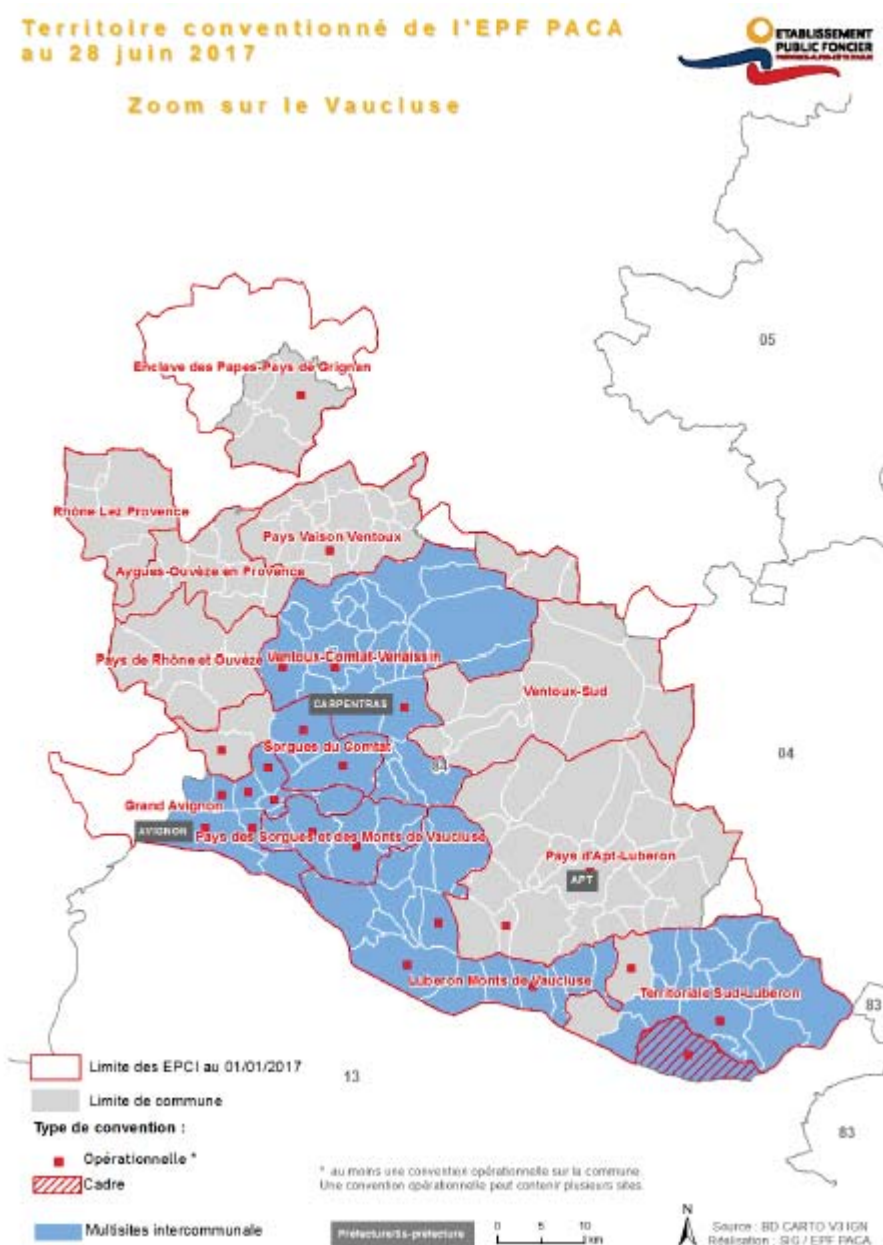 Territoire conventionné de l'EPF PACA
au 28 juin 2017
ETABLISSEMENT
PUBLIC FONCIER
Zoom sur le Vaucluse
05
Enclave des Papes-Pays de Grignan
Rhône Lez Provence
Pays Vaison Ventoux
Aygues-Ouvèze en Provence
Pays de Rhône et Ouvèze
Ventoux-Comtat-Venaissin
Ventoux-Sud
CARPENTRAS
Sorgues du Comtat
84
04
Grand Avignon
AVIGNON
Pays des Sorgues et des Monts de Vaucluse
Pays d'Apt-Luberon
APT
Luberon Monts de Vaucluse
Territoriale Sud-Luberon
83
Limite des EPCI au 01/01/2017
13
Limite de commune
Type de convention :
83
Opérationnelle *
* au moins une convention opérationnelle sur la commune.
Cadre
Une convention opérationnelle peut contenir plusieurs sites.
Multisites intercommunale
Préfecture/Ss-préfecture
0 5 10
km
N
Source : BD CARTO V3 IGN
Réalisation : SIG / EPF PACA